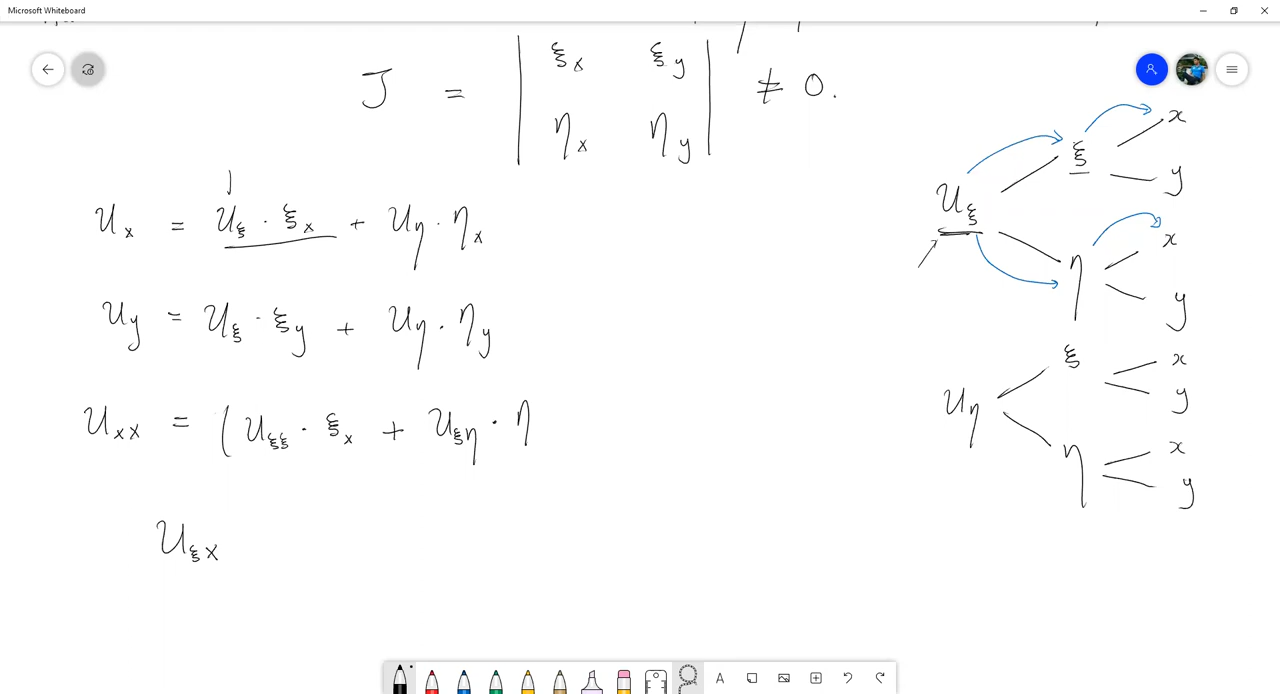 Microsoft Whiteboard
J = | ξx ξy |
| ηx ηy | ≠ 0.
ux = uξ · ξx + uη · ηx
uy = uξ · ξy + uη · ηy
uxx = (uξξ · ξx + uξη · η
uξx
uξ
ξ
x
y
η
x
y
uη
ξ
x
y
η
x
y
A